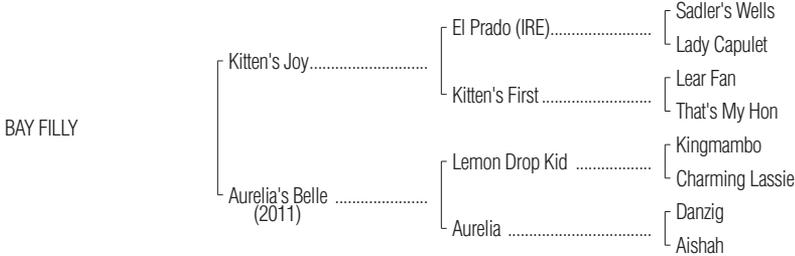 Sadler's Wells
El Prado (IRE)........................
Lady Capulet
Kitten's Joy...........................
Lear Fan
Kitten's First .........................
That's My Hon
BAY FILLY
Kingmambo
Lemon Drop Kid .................
Charming Lassie
Aurelia's Belle .....................
(2011)
Danzig
Aurelia .................................
Aishah